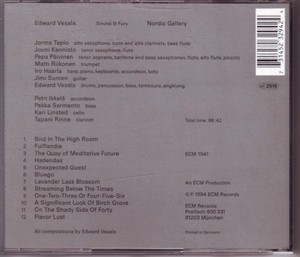 Edward Vesala Sound & Fury Nordic Gallery
Jorma Tapio alto saxophone, bass and alto clarinets, bass flute
Jouni Kannisto tenor saxophone, flute
Pepa Päivinen tenor soprano, baritone and bass saxophones, flute, alto flute, piccolo
Matti Riikonen trumpet
Iro Haarla harp, piano, keyboards, accordion, koto
Jimi Sumen guitar
Edward Vesala drums, percussion, bass, tamboura, angklung
Petri Ikkelä accordion
Pekka Sarmanto bass
Kari Linsted cello
Tapani Rinne clarinet
Total time
1 Bird In The High Room
2 Fulflandia
3 The Quay of Meditative Future
4 Hadendas
5 Unexpected Guest
6 Bluego
7 Lavender Lass Blossom
8 Streaming Below The Times
9 One-Two-Three Or Four-Five-Six
10 A Significant Look Of Birch Grove
11 On the Shady Side Of Forty
12 Flavor Lust
ECM 1541
An ECM Production
© 1994 ECM Records
ECM Records
Postfach 600 331
81203 München
All compositions by Edward Vesala
Printed in Germany